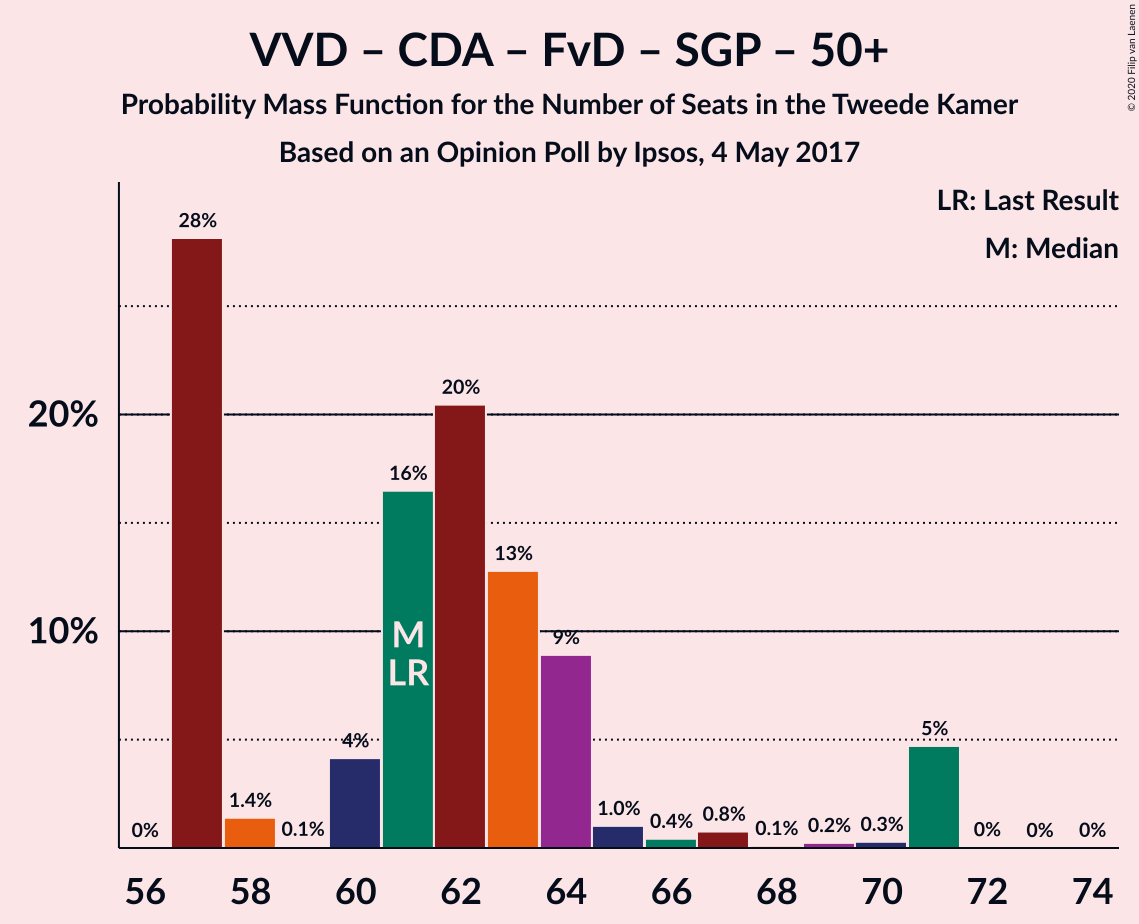 VVD – CDA – FvD – SGP – 50+
Probability Mass Function for the Number of Seats in the Tweede Kamer
Based on an Opinion Poll by Ipsos, 4 May 2017
© 2020 Filip van Laenen
LR: Last Result
M: Median
28%
20%
20%
16%
13%
10%
M
LR
9%
4%
5%
0%
1.4%
0.1%
1.0%
0.4%
0.8%
0.1%
0.2%
0.3%
0%
0%
0%
56 58 60 62 64 66 68 70 72 74